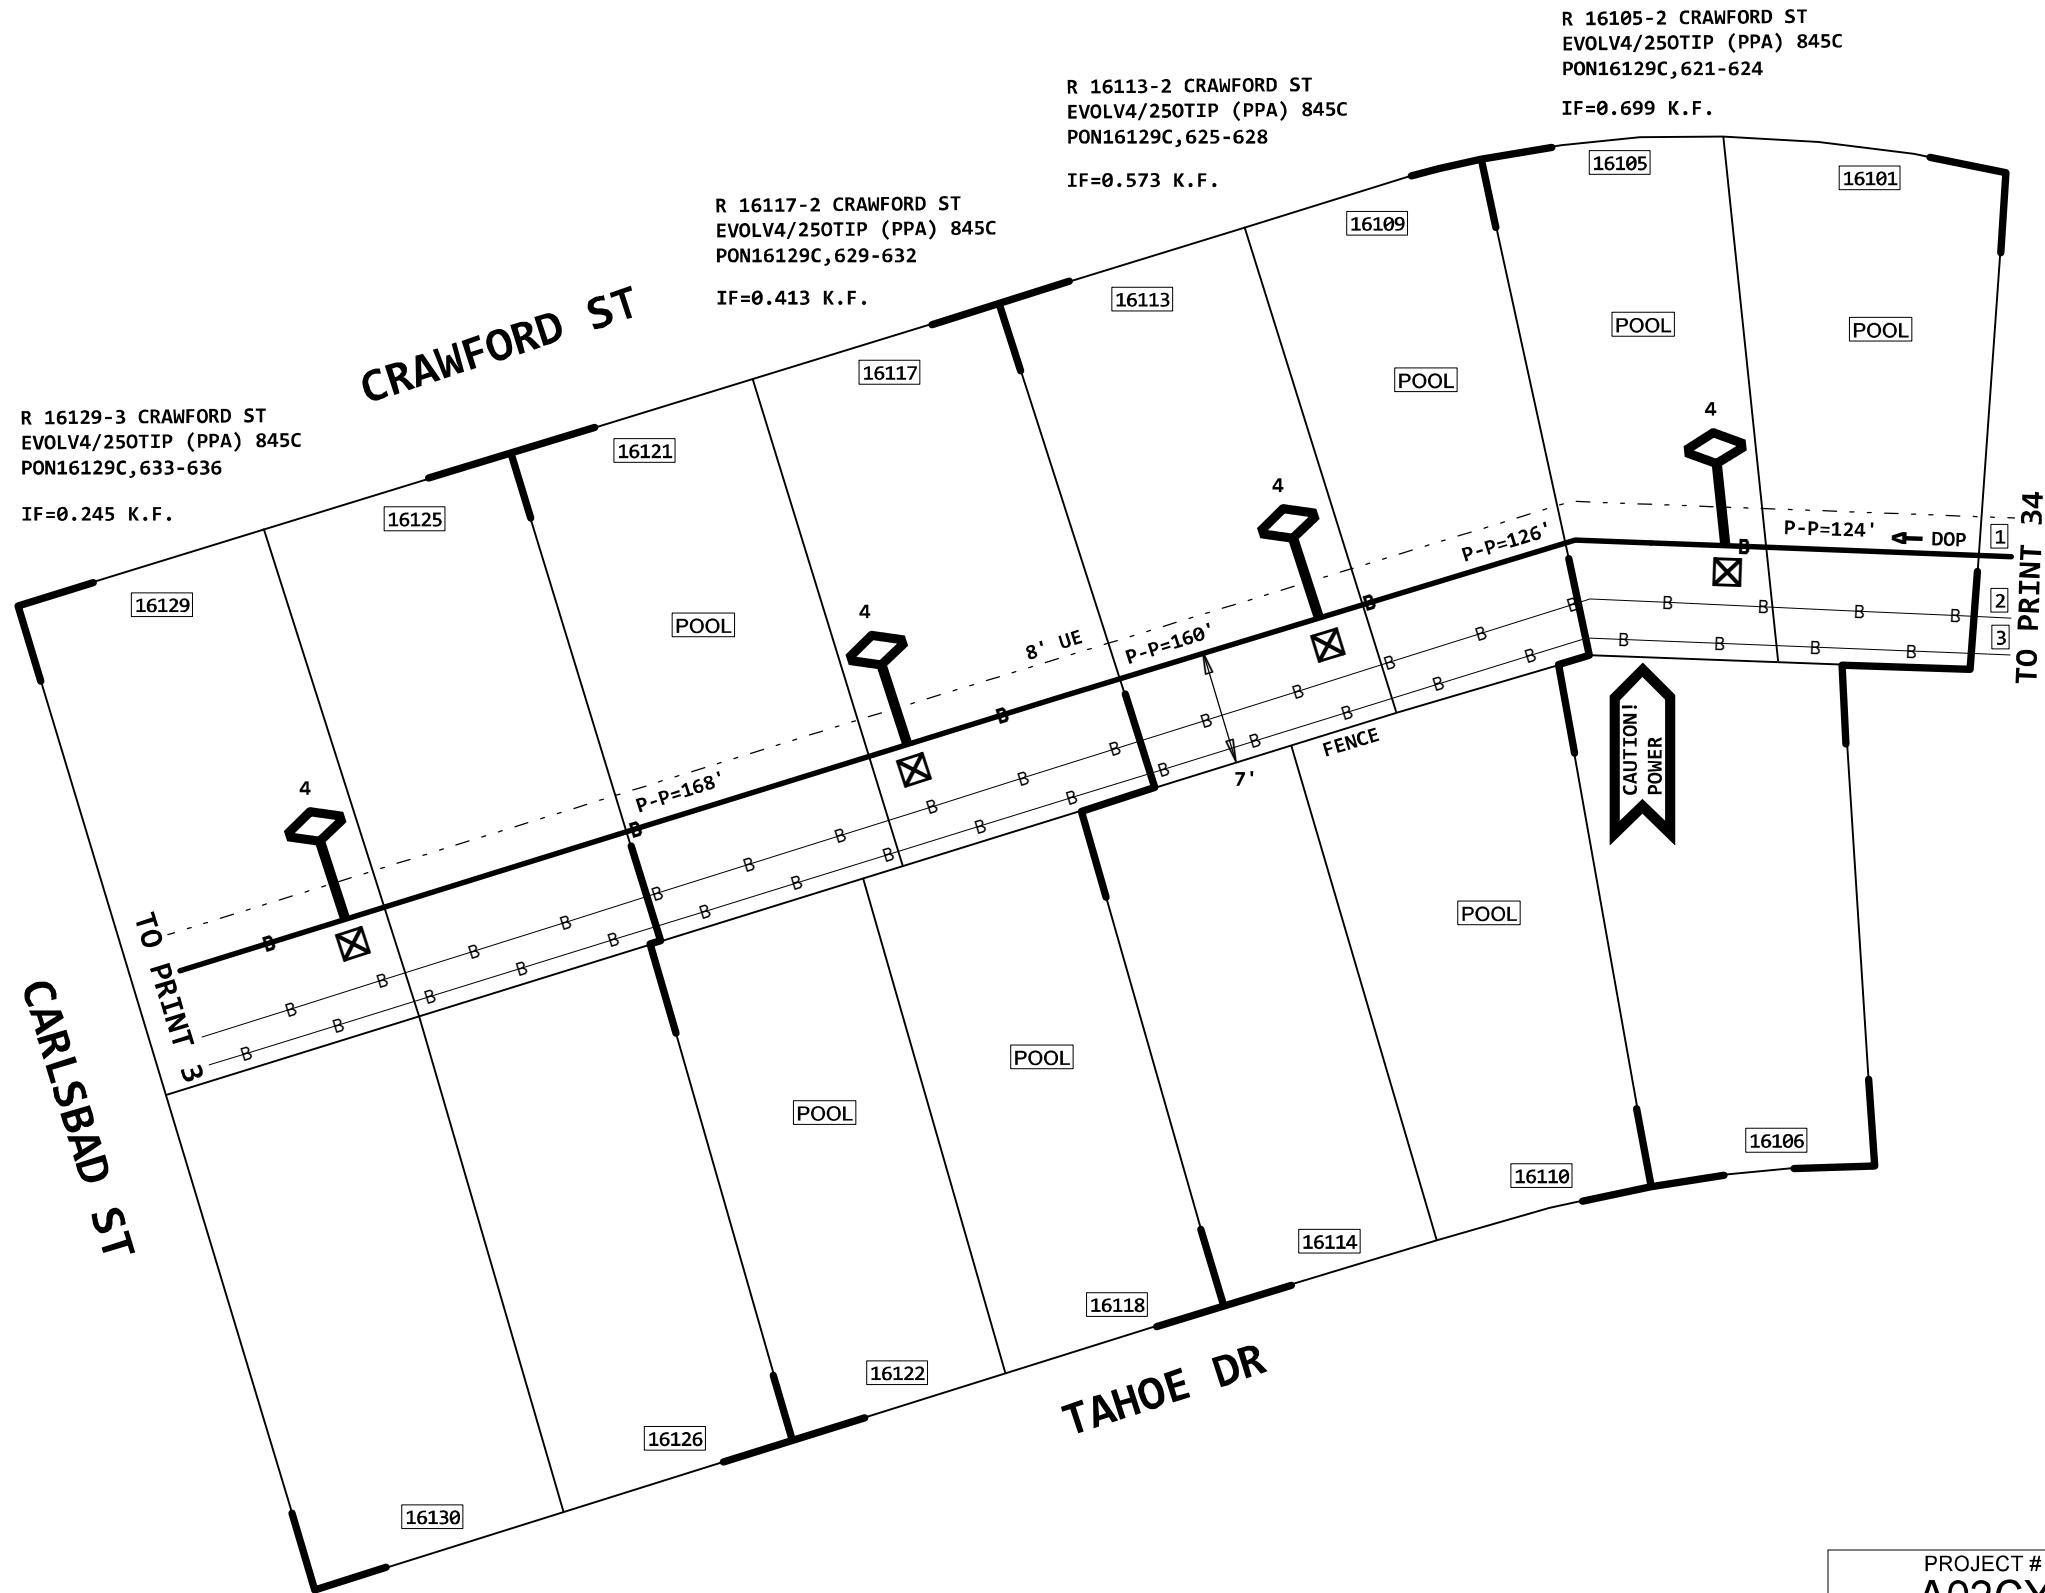 R 16105-2 CRAWFORD ST
EVOLV4/25OTIP (PPA) 845C
PON16129C,621-624
IF=0.699 K.F.
R 16113-2 CRAWFORD ST
EVOLV4/25OTIP (PPA) 845C
PON16129C,625-628
IF=0.573 K.F.
R 16117-2 CRAWFORD ST
EVOLV4/25OTIP (PPA) 845C
PON16129C,629-632
IF=0.413 K.F.
R 16129-3 CRAWFORD ST
EVOLV4/25OTIP (PPA) 845C
PON16129C,633-636
IF=0.245 K.F.
CRAWFORD ST
16105
16101
16109
16113
16117
16121
16125
16129
POOL
POOL
POOL
POOL
4
4
4
4
P-P=124'
DOP
1
2
3
TO PRINT 34
P-P=126'
P-P=160'
8' UE
P-P=168'
7'
FENCE
CAUTION!
POWER
B B B B B B B B B B B B B B B B B B B
B B B B B B B B B B B B B B B B B B B
B B B B B B
TO PRINT 3
CARLSBAD ST
POOL
POOL
POOL
16106
16110
16114
16118
16122
16126
16130
TAHOE DR
PROJECT #